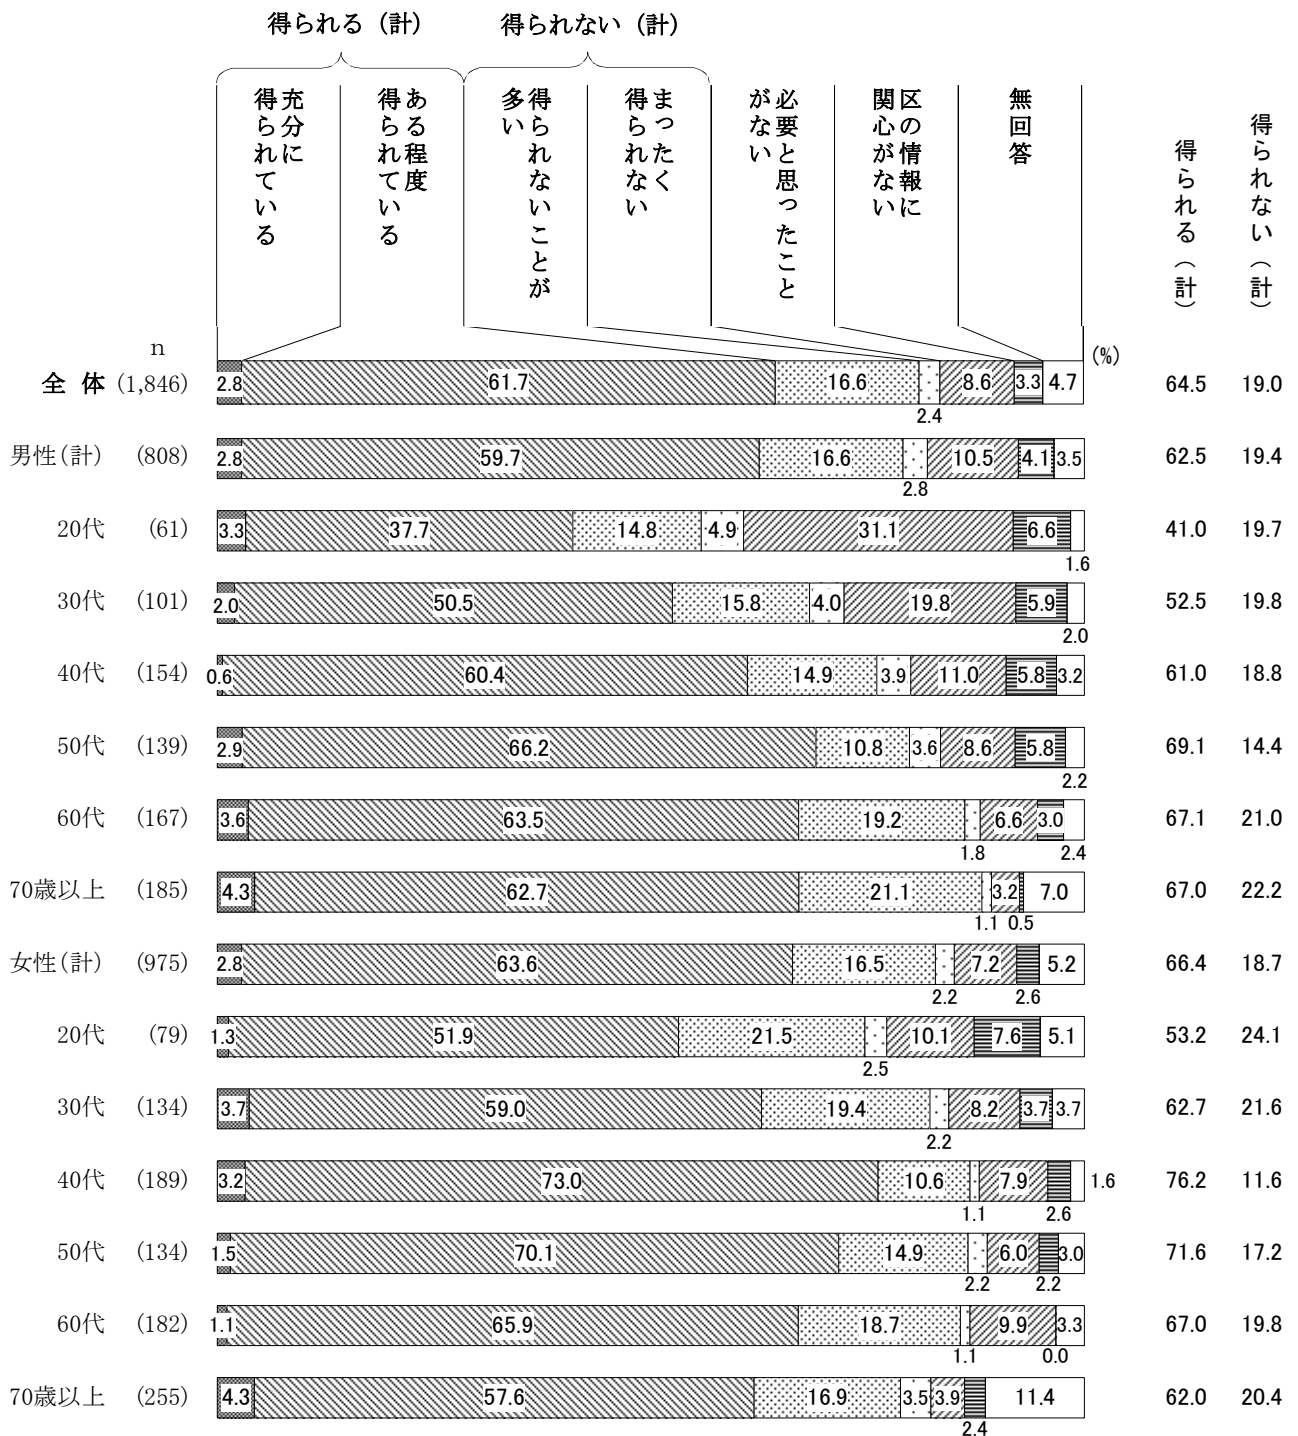 得られる（計）
得られない（計）
充分に
得られている
ある程度
得られている
得られないことが
多い
まったく
得られない
必要と思ったこと
がない
区の情報に
関心がない
無回答
得られる（計）
得られない（計）
n
(%)
全 体 (1,846) 2.8 61.7 16.6 2.4 8.6 3.3 4.7 64.5 19.0
男性(計) (808) 2.8 59.7 16.6 2.8 10.5 4.1 3.5 62.5 19.4
20代 (61) 3.3 37.7 14.8 4.9 31.1 6.6 1.6 41.0 19.7
30代 (101) 2.0 50.5 15.8 4.0 19.8 5.9 2.0 52.5 19.8
40代 (154) 0.6 60.4 14.9 3.9 11.0 5.8 3.2 61.0 18.8
50代 (139) 2.9 66.2 10.8 3.6 8.6 5.8 2.2 69.1 14.4
60代 (167) 3.6 63.5 19.2 1.8 6.6 3.0 2.4 67.1 21.0
70歳以上 (185) 4.3 62.7 21.1 1.1 3.2 0.5 7.0 67.0 22.2
女性(計) (975) 2.8 63.6 16.5 2.2 7.2 2.6 5.2 66.4 18.7
20代 (79) 1.3 51.9 21.5 2.5 10.1 7.6 5.1 53.2 24.1
30代 (134) 3.7 59.0 19.4 2.2 8.2 3.7 3.7 62.7 21.6
40代 (189) 3.2 73.0 10.6 1.1 7.9 2.6 1.6 76.2 11.6
50代 (134) 1.5 70.1 14.9 2.2 6.0 2.2 3.0 71.6 17.2
60代 (182) 1.1 65.9 18.7 1.1 9.9 0.0 3.3 67.0 19.8
70歳以上 (255) 4.3 57.6 16.9 3.5 3.9 2.4 11.4 62.0 20.4